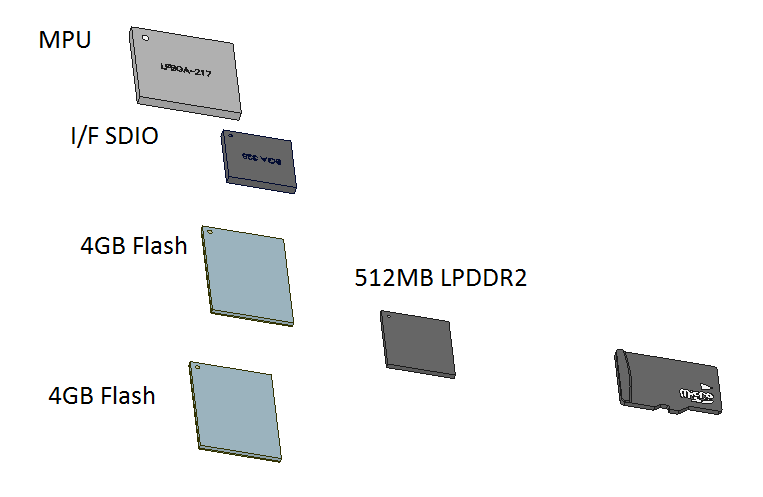 MPU
LFBGA-217
I/F SDIO
4GB Flash
512MB LPDDR2
4GB Flash